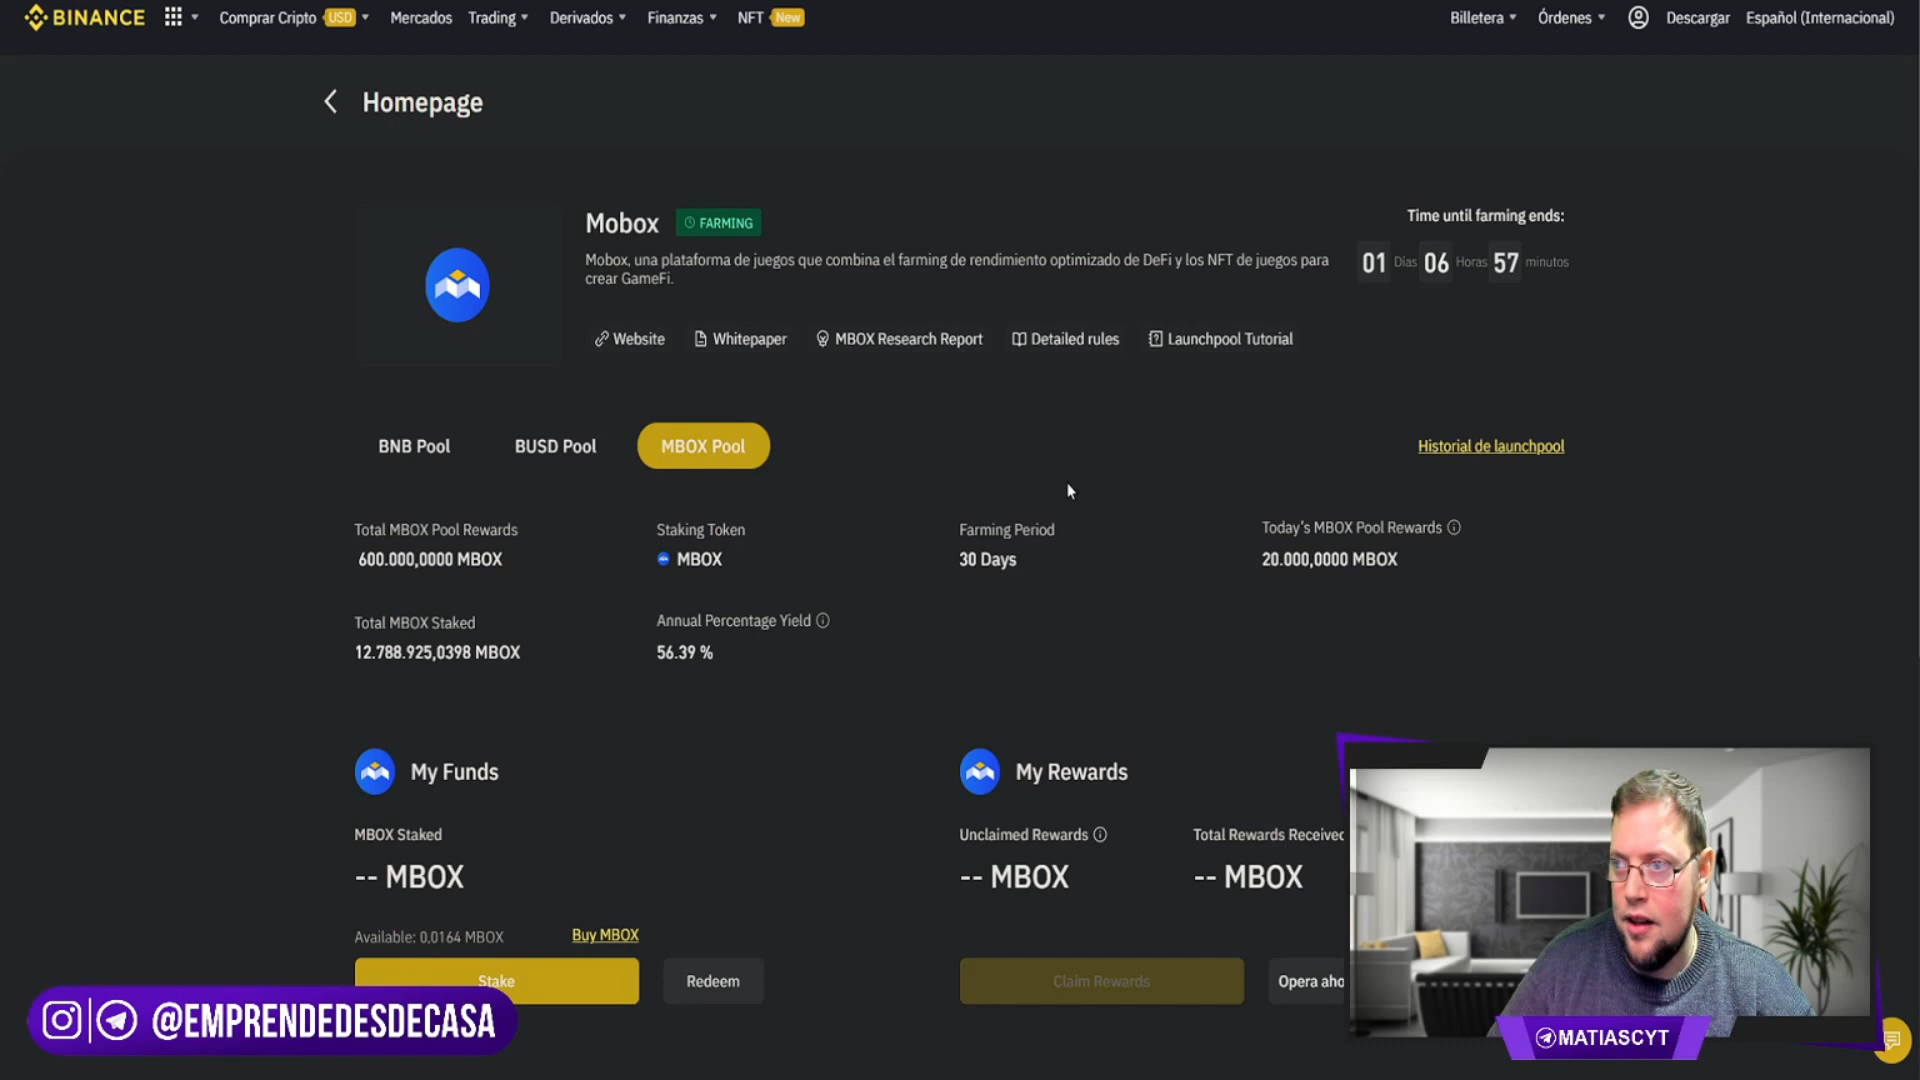 BINANCE
Comprar Cripto USD
Mercados
Trading
Derivados
Finanzas
NFT New
Billetera
Órdenes
Descargar
Español (Internacional)
Homepage
Mobox
FARMING
Mobox, una plataforma de juegos que combina el farming de rendimiento optimizado de DeFi y los NFT de juegos para
crear GameFi.
Time until farming ends:
01 Días 06 Horas 57 minutos
Website
Whitepaper
MBOX Research Report
Detailed rules
Launchpool Tutorial
BNB Pool
BUSD Pool
MBOX Pool
Historial de launchpool
Total MBOX Pool Rewards
600.000,0000 MBOX
Staking Token
MBOX
Farming Period
30 Days
Today's MBOX Pool Rewards
20.000,0000 MBOX
Total MBOX Staked
12.788.925,0398 MBOX
Annual Percentage Yield
56.39 %
My Funds
MBOX Staked
-- MBOX
Available: 0,0164 MBOX
Buy MBOX
Stake
Redeem
My Rewards
Unclaimed Rewards
-- MBOX
Total Rewards Received
-- MBOX
Claim Rewards
Opera aho
@EMPRENDEDESDECASA
MATIASCYT